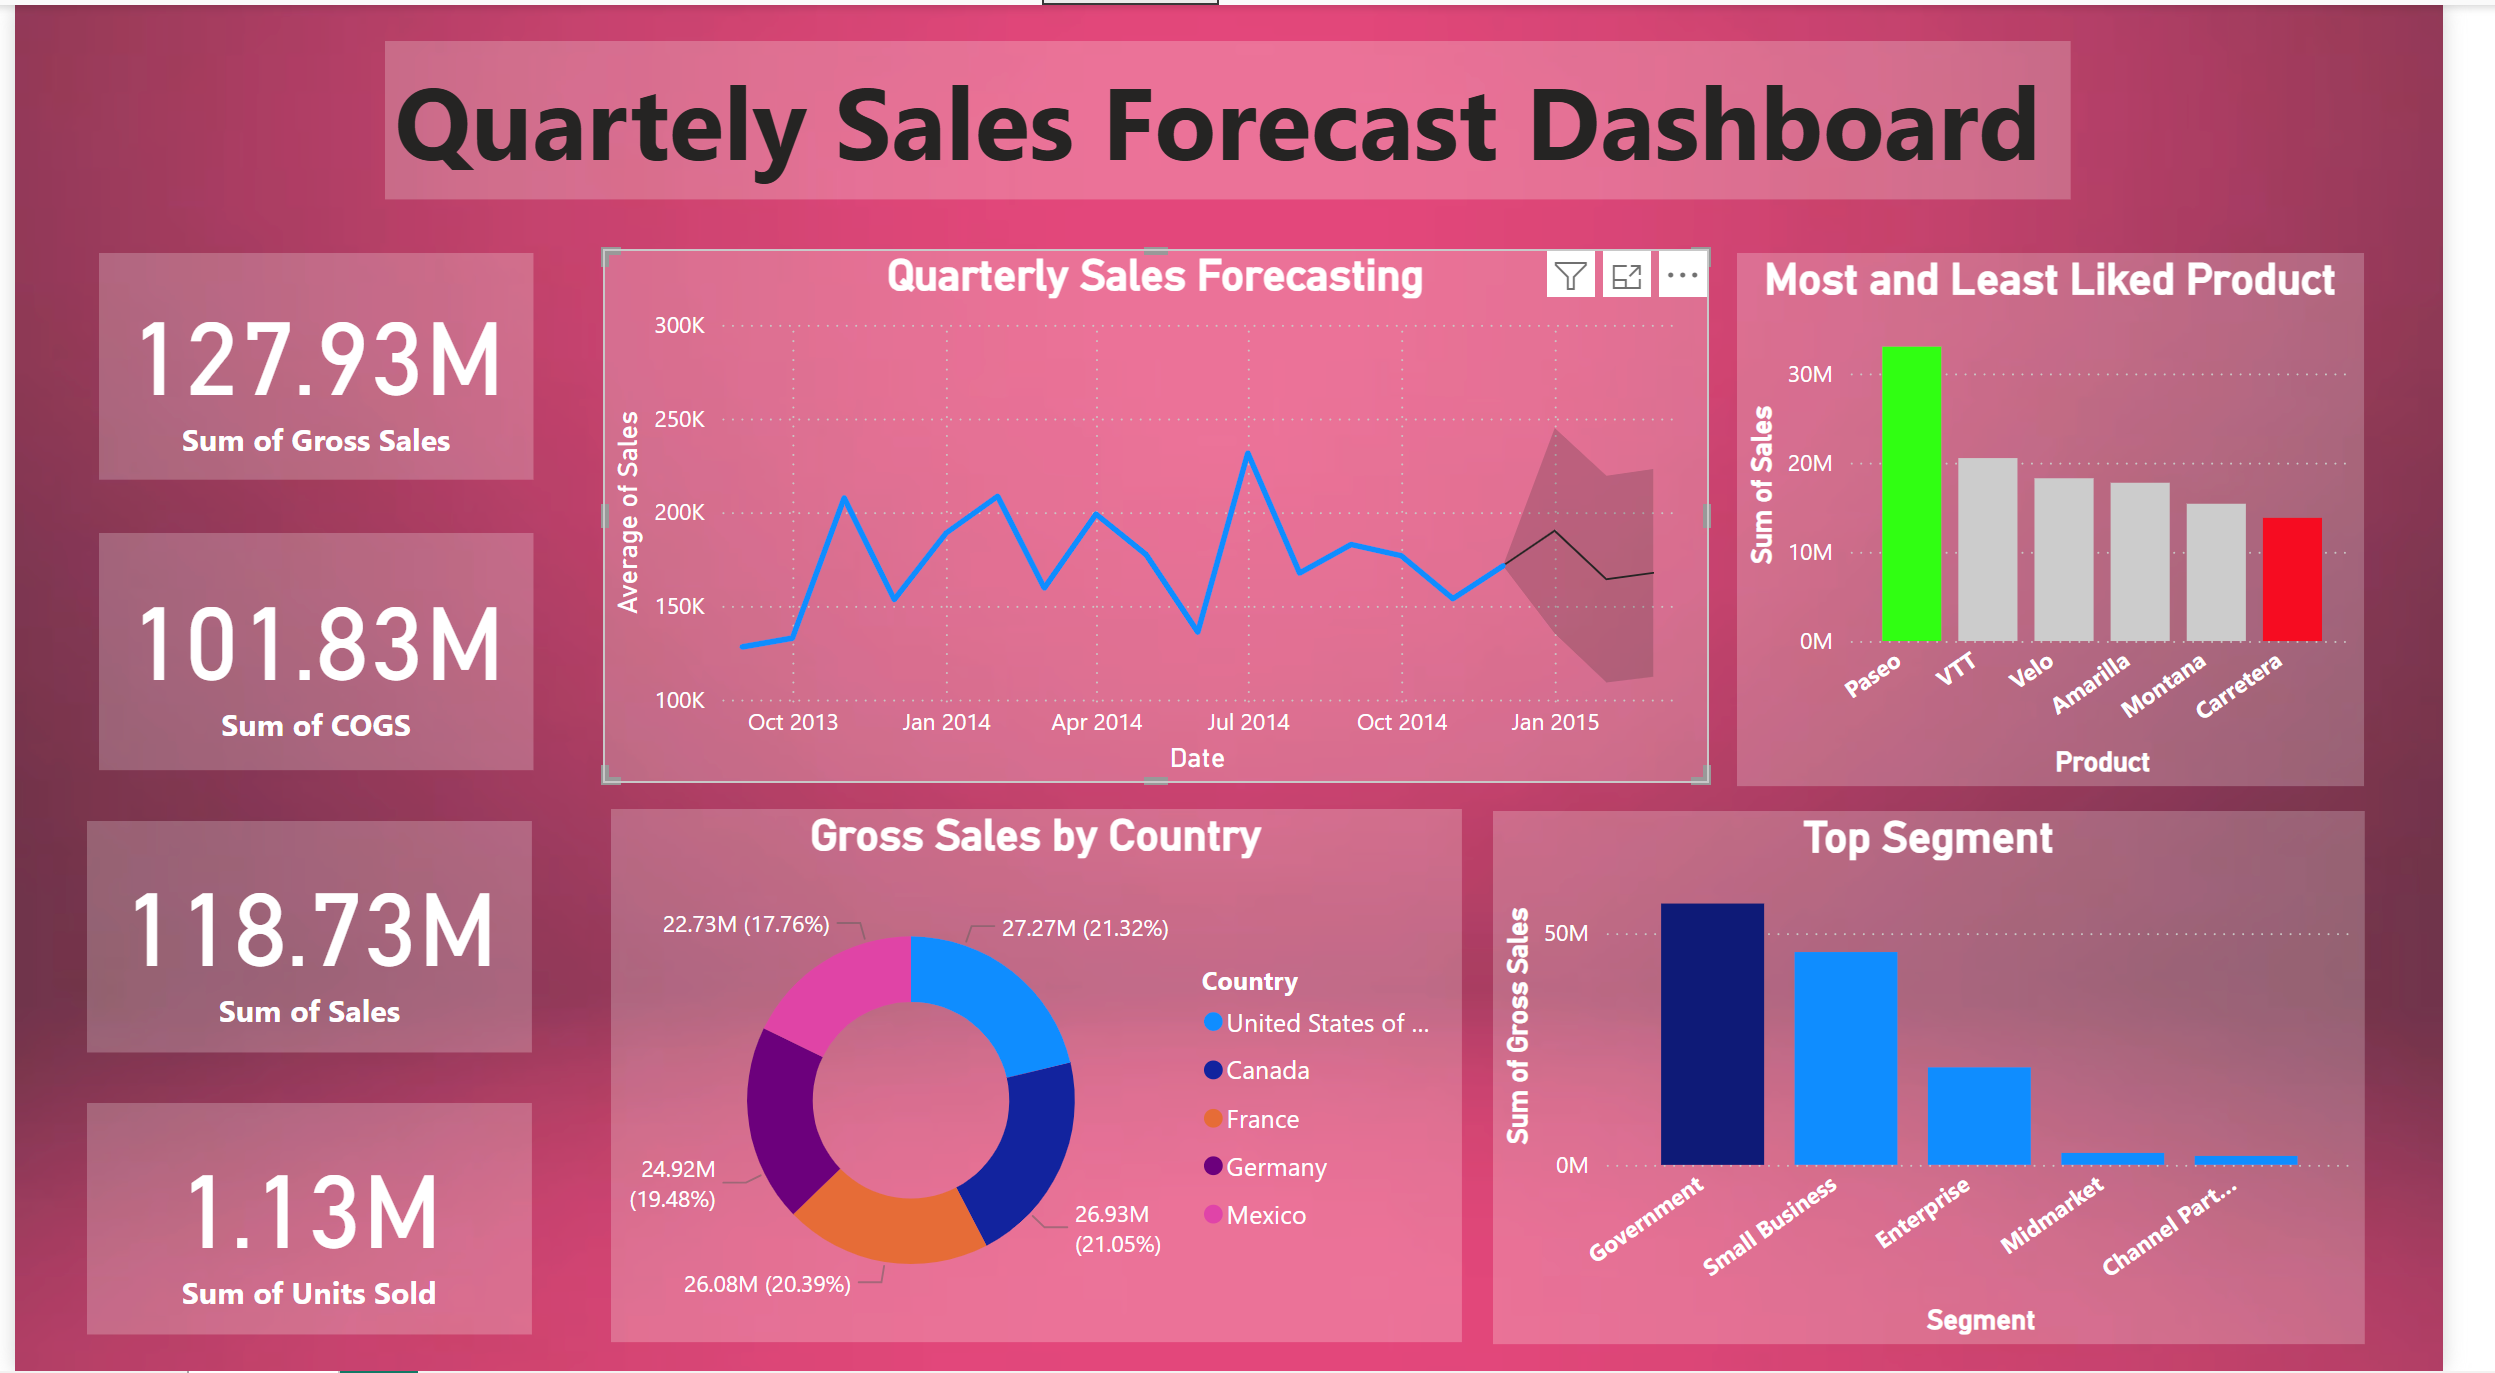 Quartely Sales Forecast Dashboard
127.93M
Sum of Gross Sales
101.83M
Sum of COGS
118.73M
Sum of Sales
1.13M
Sum of Units Sold
Quarterly Sales Forecasting
300K
250K
200K
150K
100K
Average of Sales
Oct 2013 Jan 2014 Apr 2014 Jul 2014 Oct 2014 Jan 2015
Date
Most and Least Liked Product
30M
20M
10M
0M
Sum of Sales
Paseo VTT Velo Amarilla Montana Carretera
Product
Gross Sales by Country
22.73M (17.76%)
27.27M (21.32%)
24.92M
(19.48%)
26.93M
(21.05%)
26.08M (20.39%)
Country
United States of ...
Canada
France
Germany
Mexico
Top Segment
50M
0M
Sum of Gross Sales
Government Small Business Enterprise Midmarket Channel Part...
Segment